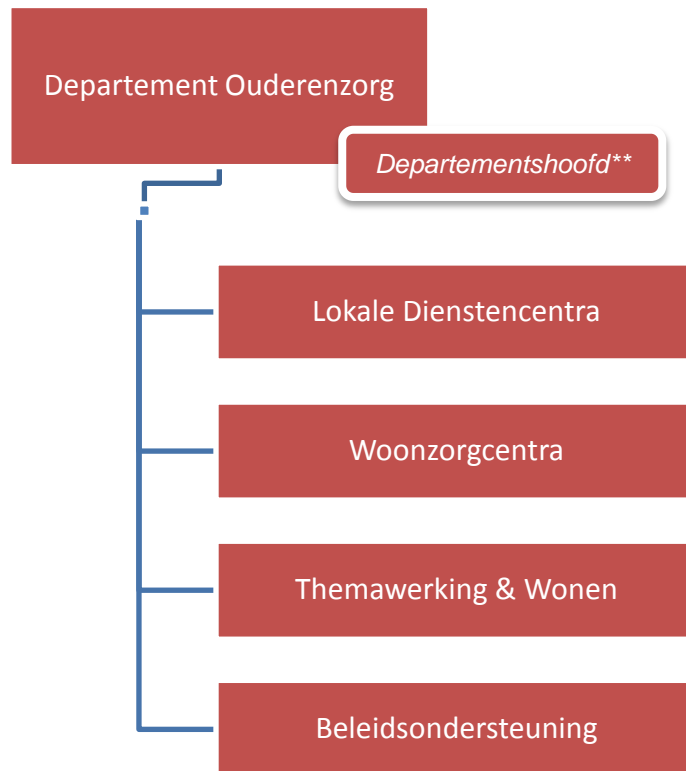 Departement Ouderenzorg
Departementshoofd**
Lokale Dienstencentra
Woonzorgcentra
Themawerking & Wonen
Beleidsondersteuning